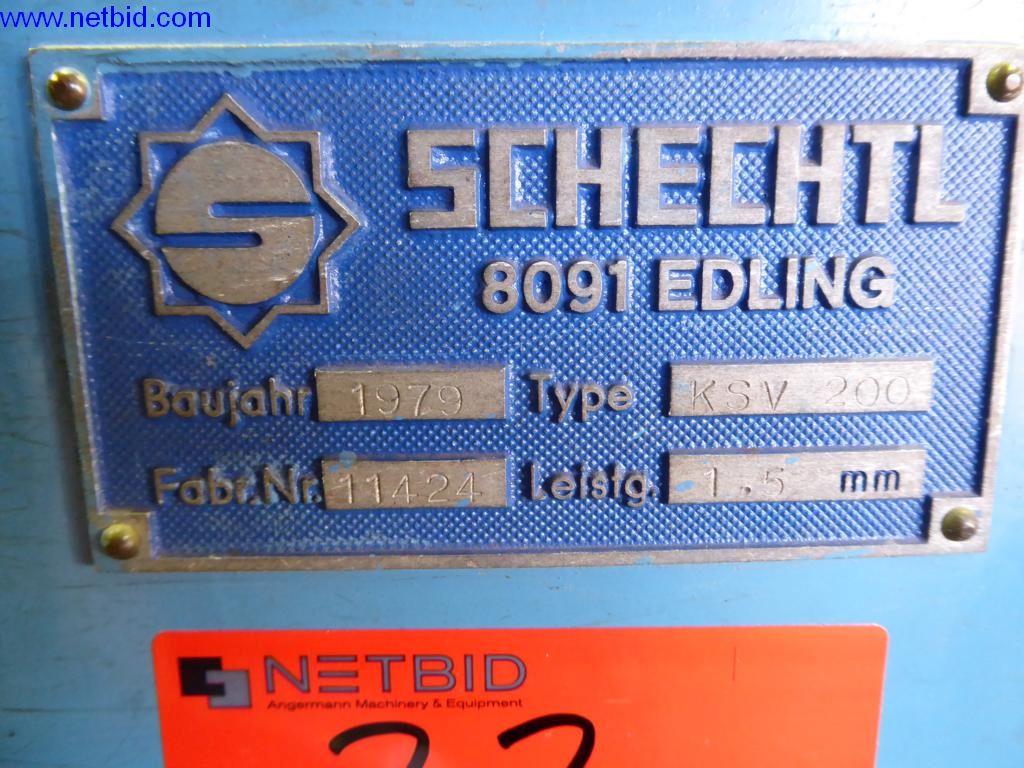 www.netbid.com
S
SCHECHTL
8091 EDLING
Baujahr 1979 Type KSV 200
Fabr.Nr. 11424 Leistg. 1.5 mm
NETBID
Angermann Machinery & Equipment